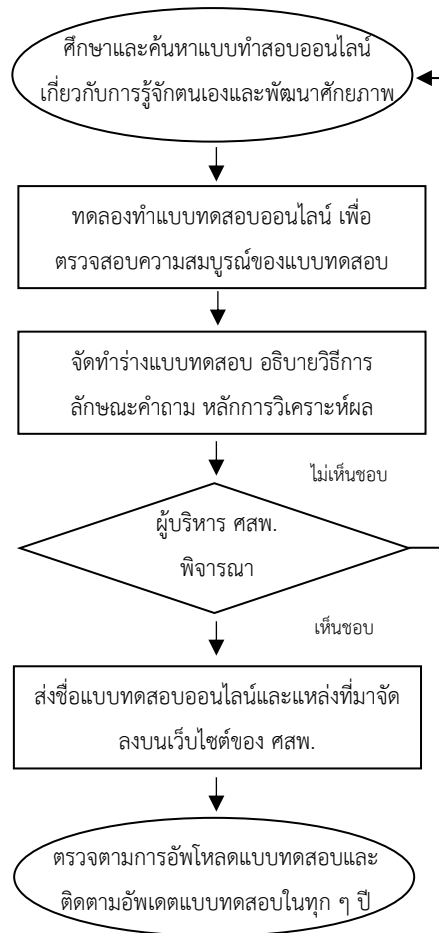 ศึกษาและค้นหาแบบทำสอบออนไลน์
เกี่ยวกับการรู้จักตนเองและพัฒนาศักยภาพ
ทดลองทำแบบทดสอบออนไลน์ เพื่อ
ตรวจสอบความสมบูรณ์ของแบบทดสอบ
จัดทำร่างแบบทดสอบ อธิบายวิธีการ
ลักษณะคำถาม หลักการวิเคราะห์ผล
ไม่เห็นชอบ
ผู้บริหาร ศสพ.
พิจารณา
เห็นชอบ
ส่งชื่อแบบทดสอบออนไลน์และแหล่งที่มาจัด
ลงบนเว็บไซต์ของ ศสพ.
ตรวจตามการอัพโหลดแบบทดสอบและ
ติดตามอัพเดตแบบทดสอบในทุก ๆ ปี